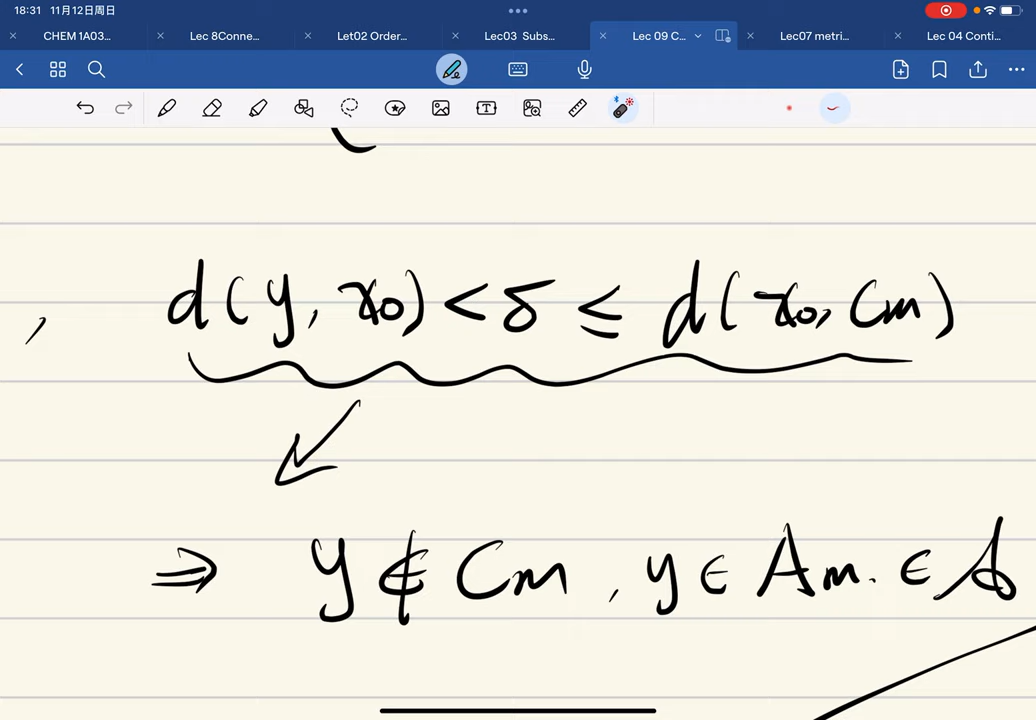 18:31 11月12日周日
CHEM 1A03... Lec 8Conne... Let02 Order... Lec03 Subs... Lec 09 C... Lec07 metri... Lec 04 Conti...
, d(y, x₀) < δ ≤ d(x₀, Cm)
⇒ y ∉ Cm , y ∈ Am. ∈ 𝒜